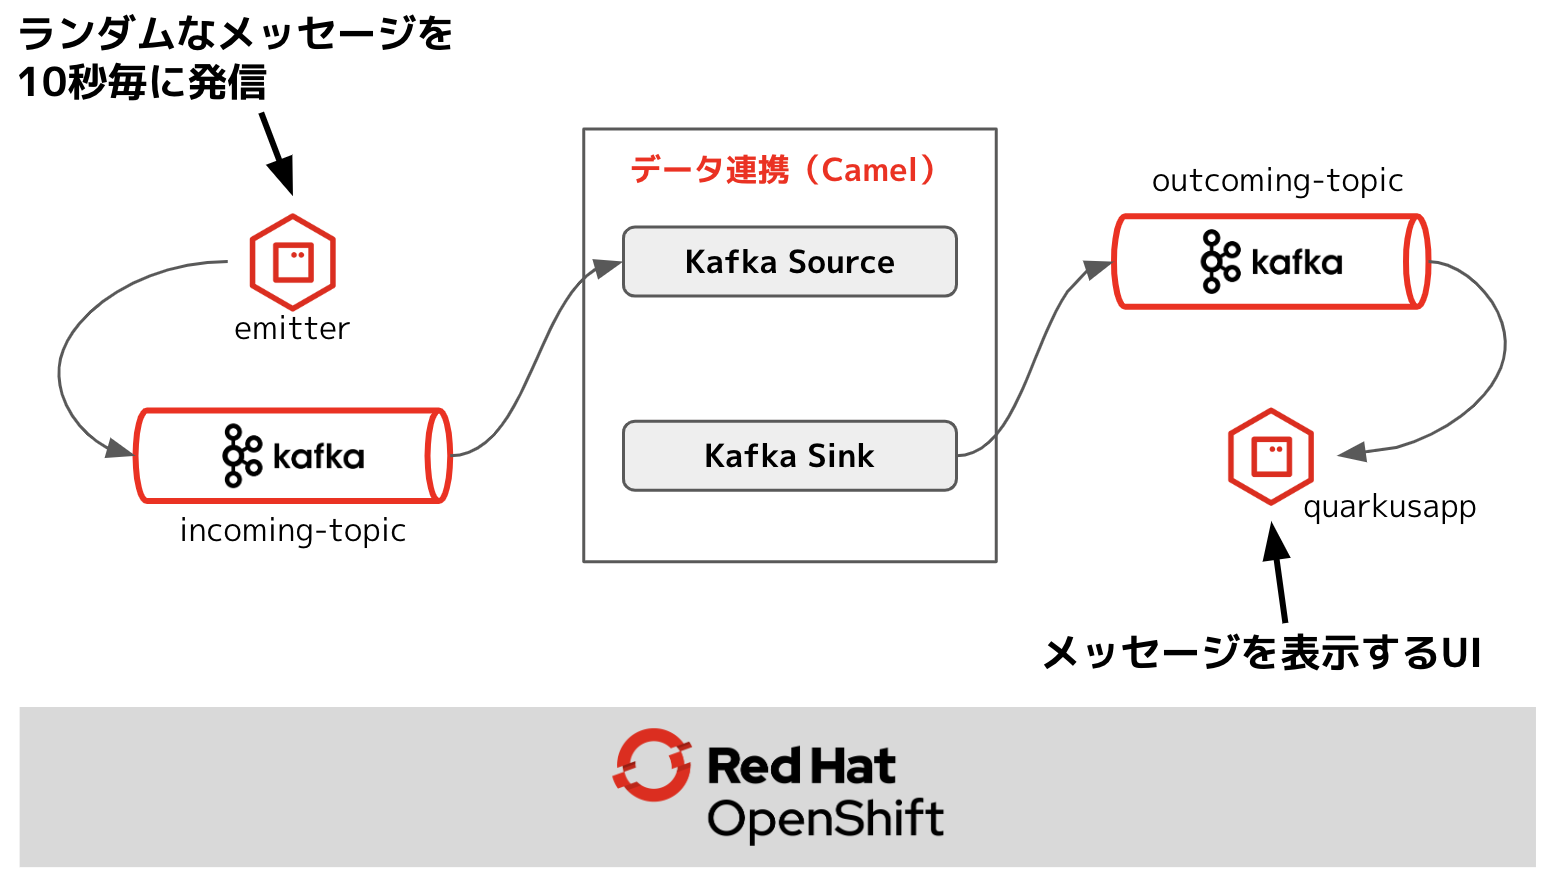 ランダムなメッセージを
10秒毎に発信
emitter
kafka
incoming-topic
データ連携（Camel）
Kafka Source
Kafka Sink
outcoming-topic
kafka
quarkusapp
メッセージを表示するUI
Red Hat
OpenShift